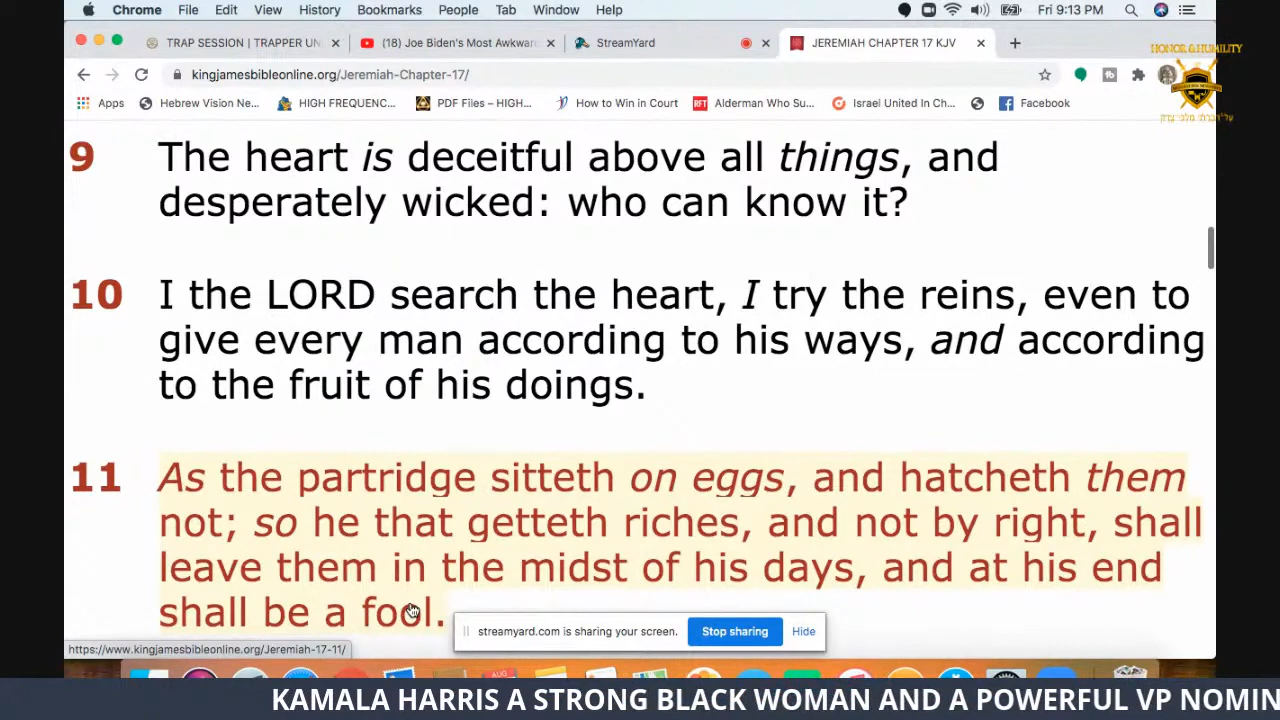 Chrome File Edit View History Bookmarks People Tab Window Help Fri 9:13 PM
TRAP SESSION | TRAPPER UN (18) Joe Biden's Most Awkwar StreamYard JEREMIAH CHAPTER 17 KJV
HONOR & HUMILITY
kingjamesbibleonline.org/Jeremiah-Chapter-17/
Apps Hebrew Vision Ne... HIGH FREQUENC... PDF Files – HIGH... How to Win in Court RFT Alderman Who Su... Israel United In Ch... Facebook
9 The heart is deceitful above all things, and
desperately wicked: who can know it?
10 I the LORD search the heart, I try the reins, even to
give every man according to his ways, and according
to the fruit of his doings.
11 As the partridge sitteth on eggs, and hatcheth them
not; so he that getteth riches, and not by right, shall
leave them in the midst of his days, and at his end
shall be a fool.
streamyard.com is sharing your screen. Stop sharing Hide
https://www.kingjamesbibleonline.org/Jeremiah-17-11/
AUG
KAMALA HARRIS A STRONG BLACK WOMAN AND A POWERFUL VP NOMIN